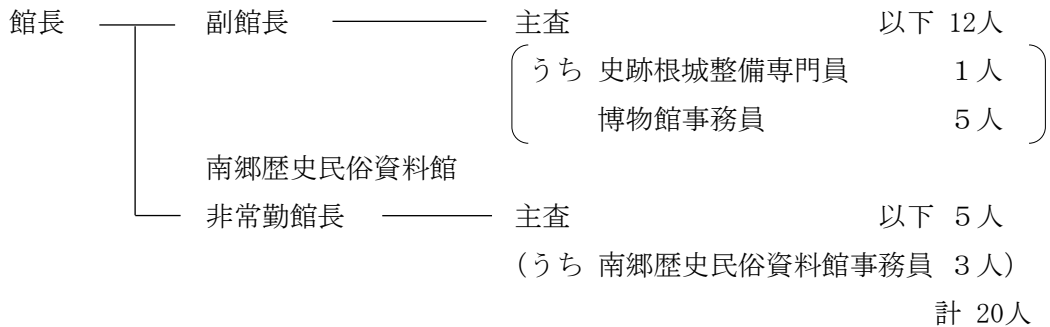 館長 副館長 主査 以下 12人
うち 史跡根城整備専門員 1人
博物館事務員 5人
南郷歴史民俗資料館
非常勤館長 主査 以下 5人
(うち 南郷歴史民俗資料館事務員 3人)
計 20人